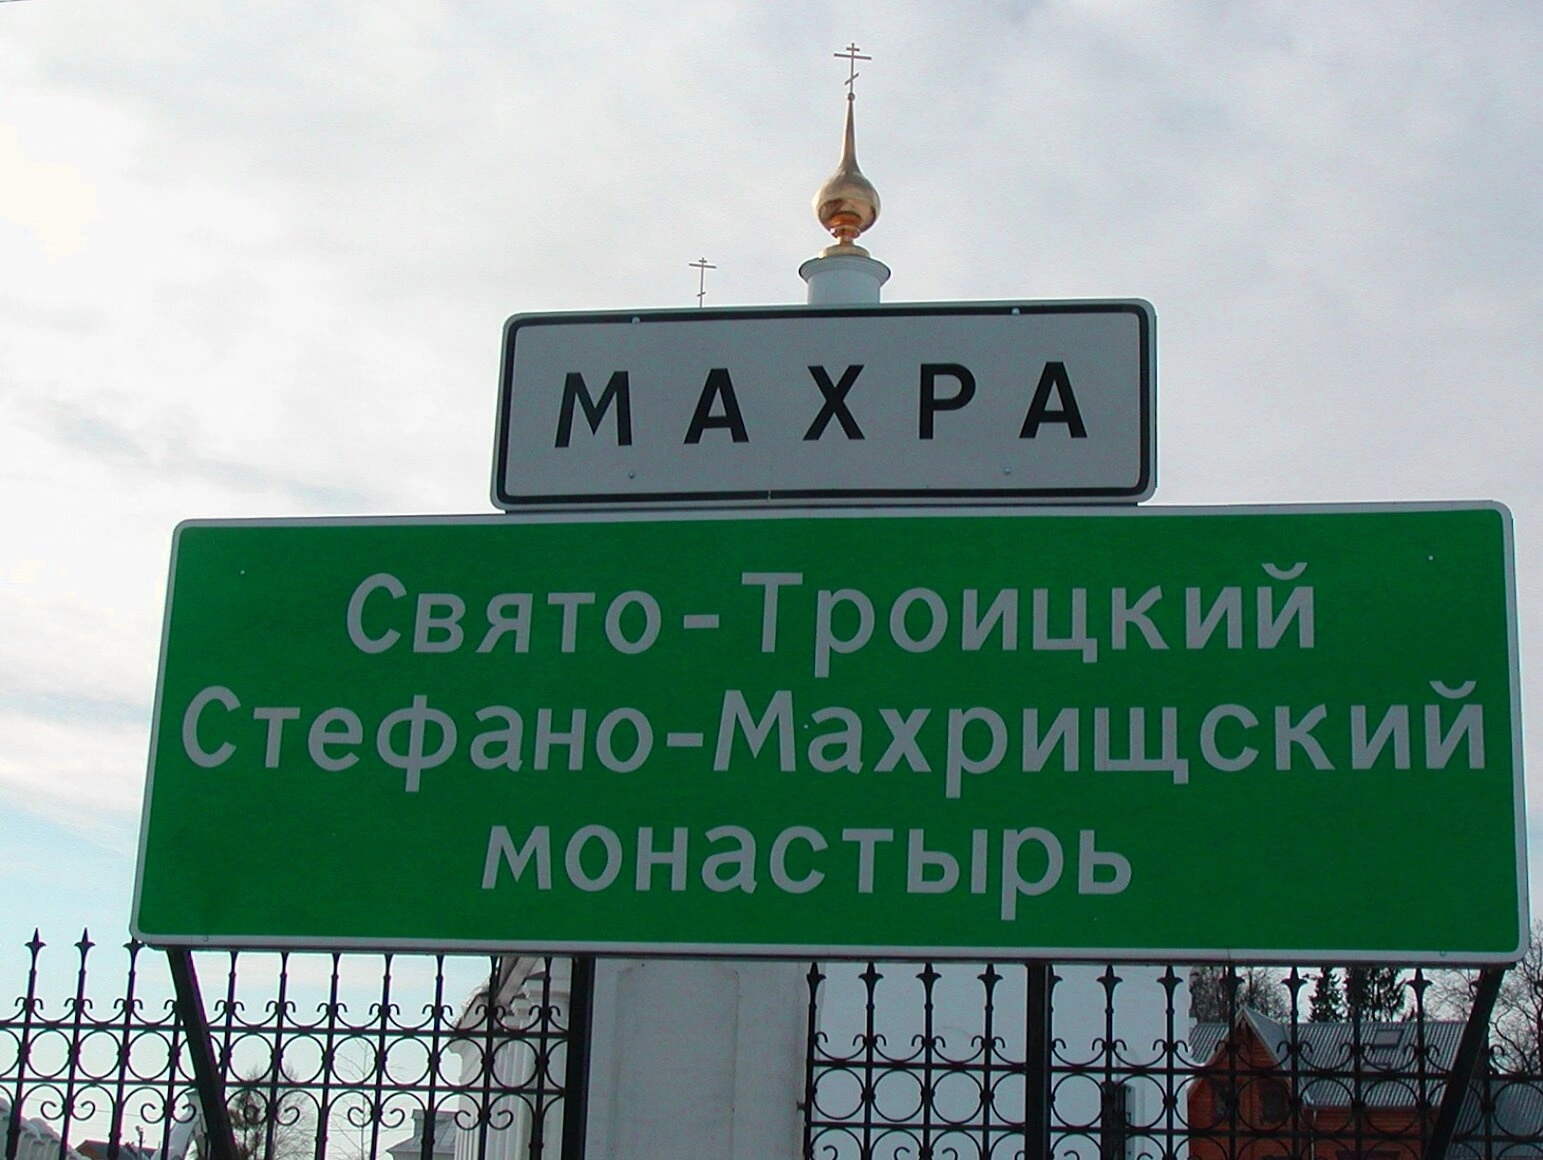 МАХРА
Свято-Троицкий
Стефано-Махрищский
монастырь